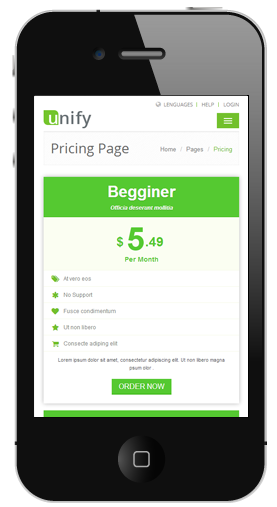 LENGUAGES | HELP | LOGIN
unify
Pricing Page
Home / Pages / Pricing
Begginer
Officia deserunt mollitia
$ 5.49
Per Month
At vero eos
No Support
Fusce condimentum
Ut non libero
Consecte adiping elit
Lorem ipsum dolor sit amet, consectetur adipiscing elit. Ut non libero magna psum olor .
ORDER NOW